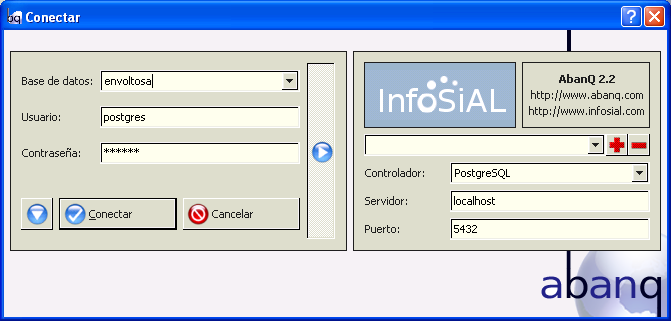 bq Conectar
Base de datos: envoltosa
Usuario: postgres
Contraseña: ******
Conectar
Cancelar
InfoSiAL
AbanQ 2.2
http://www.abanq.com
http://www.infosial.com
Controlador: PostgreSQL
Servidor: localhost
Puerto: 5432
abanq